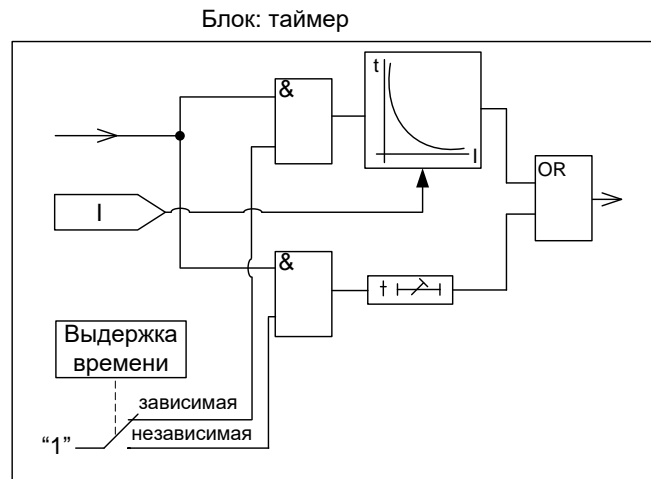 Блок: таймер
&
t
I
OR
I
&
t
Выдержка
времени
зависимая
независимая
“1”